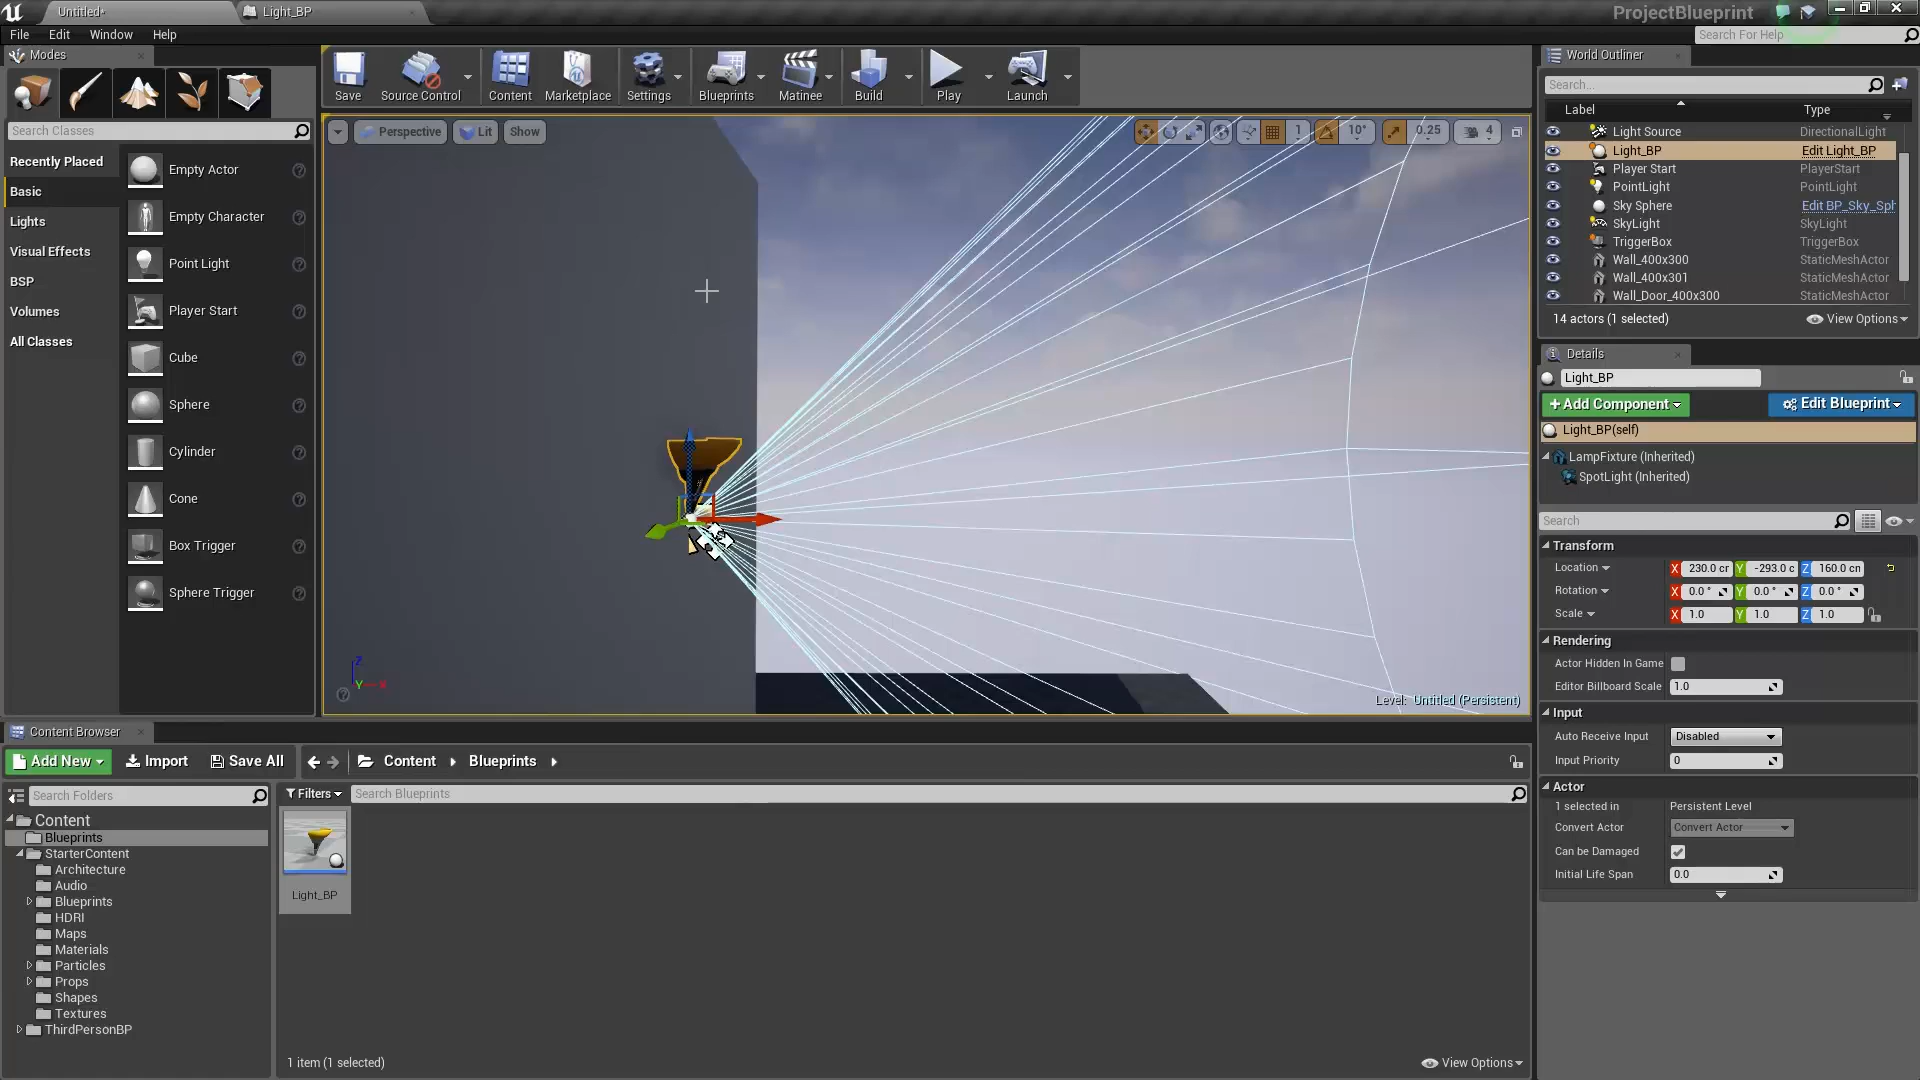 Untitled*
Light_BP
ProjectBlueprint
File
Edit
Window
Help
Search For Help
Modes
Search Classes
Recently Placed
Basic
Lights
Visual Effects
BSP
Volumes
All Classes
Empty Actor
Empty Character
Point Light
Player Start
Cube
Sphere
Cylinder
Cone
Box Trigger
Sphere Trigger
Save
Source Control
Content
Marketplace
Settings
Blueprints
Matinee
Build
Play
Launch
Perspective
Lit
Show
1
10°
0.25
4
Z
Y
X
Level: Untitled (Persistent)
World Outliner
Search...
Label
Type
Light Source
DirectionalLight
Light_BP
Edit Light_BP
Player Start
PlayerStart
PointLight
PointLight
Sky Sphere
Edit BP_Sky_Sph
SkyLight
SkyLight
TriggerBox
TriggerBox
Wall_400x300
StaticMeshActor
Wall_400x301
StaticMeshActor
Wall_Door_400x300
StaticMeshActor
14 actors (1 selected)
View Options
Details
Light_BP
+Add Component
Edit Blueprint
Light_BP(self)
LampFixture (Inherited)
SpotLight (Inherited)
Search
Transform
Location
X 230.0 cr Y -293.0 c Z 160.0 cm
Rotation
X 0.0 ° Y 0.0 ° Z 0.0 °
Scale
X 1.0 Y 1.0 Z 1.0
Rendering
Actor Hidden In Game
Editor Billboard Scale
1.0
Input
Auto Receive Input
Disabled
Input Priority
0
Actor
1 selected in
Persistent Level
Convert Actor
Convert Actor
Can be Damaged
Initial Life Span
0.0
Content Browser
Add New
Import
Save All
Content
Blueprints
Search Folders
Filters
Search Blueprints
Content
Blueprints
StarterContent
Architecture
Audio
Blueprints
HDRI
Maps
Materials
Particles
Props
Shapes
Textures
ThirdPersonBP
Light_BP
1 item (1 selected)
View Options